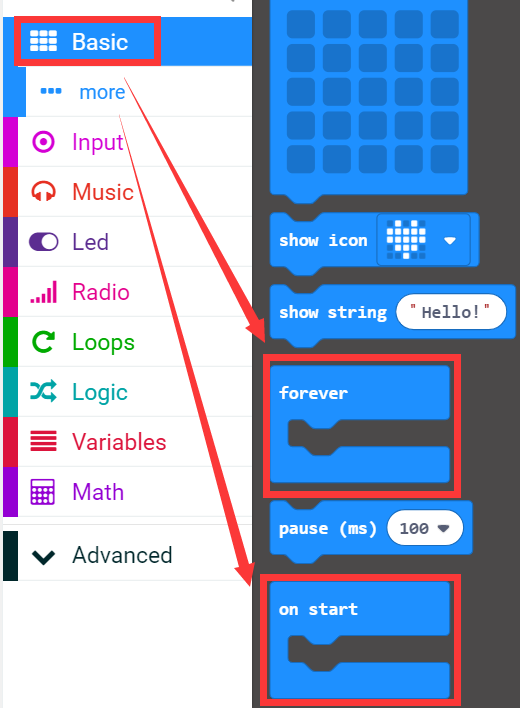 Basic
more
Input
Music
Led
Radio
Loops
Logic
Variables
Math
Advanced
show icon
show string "Hello!"
forever
pause (ms) 100
on start